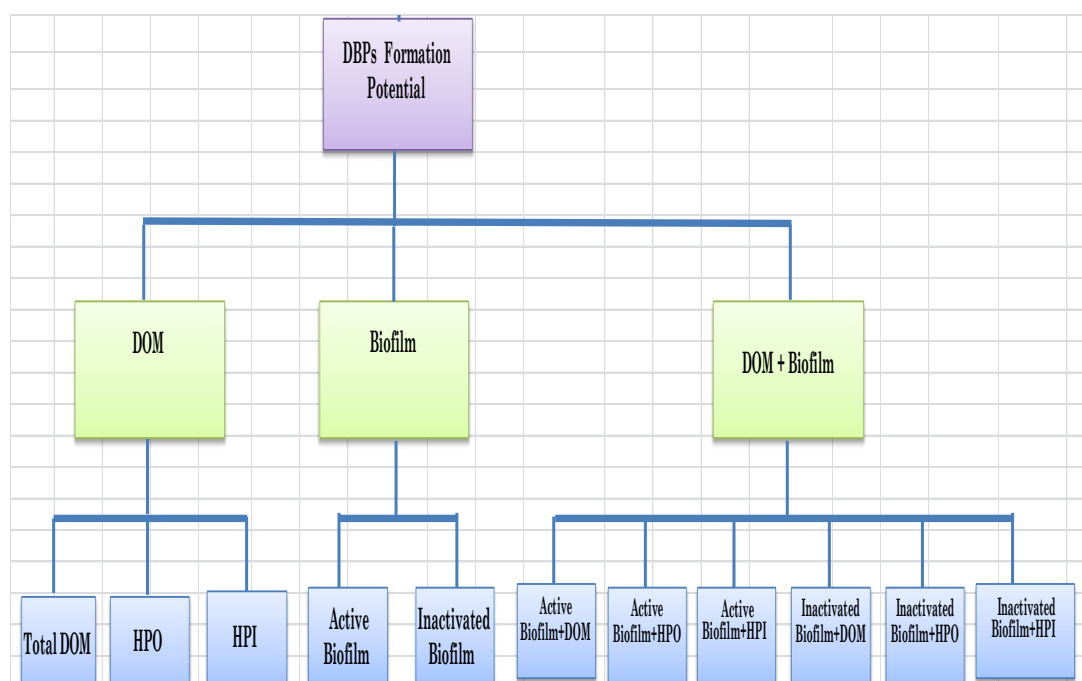 DBPs Formation
Potential
DOM
Biofilm
DOM + Biofilm
Total DOM
HPO
HPI
Active
Biofilm
Inactivated
Biofilm
Active
Biofilm+DOM
Active
Biofilm+HPO
Active
Biofilm+HPI
Inactivated
Biofilm+DOM
Inactivated
Biofilm+HPO
Inactivated
Biofilm+HPI